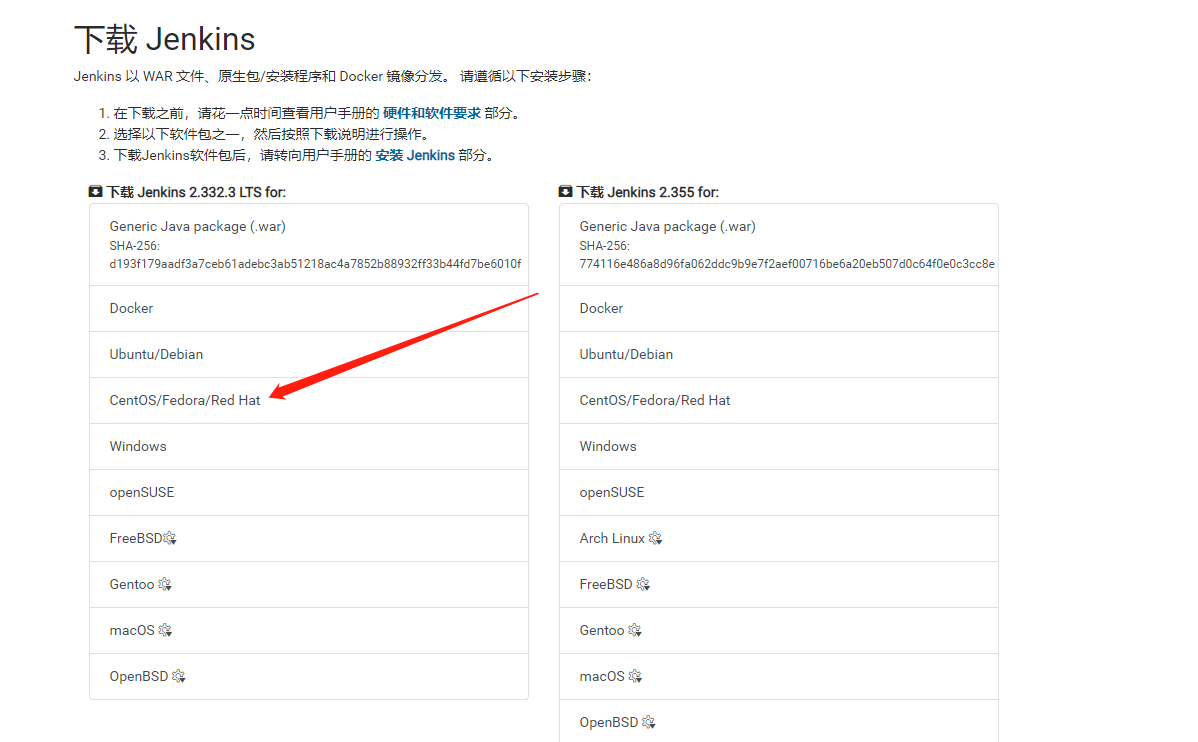 下载 Jenkins
Jenkins 以 WAR 文件、原生包/安装程序和 Docker 镜像分发。 请遵循以下安装步骤：
1. 在下载之前，请花一点时间查看用户手册的 硬件和软件要求 部分。
2. 选择以下软件包之一，然后按照下载说明进行操作。
3. 下载Jenkins软件包后，请转向用户手册的 安装 Jenkins 部分。
下载 Jenkins 2.332.3 LTS for:
Generic Java package (.war)
SHA-256:
d193f179aadf3a7ceb61adebc3ab51218ac4a7852b88932ff33b44fd7be6010f
Docker
Ubuntu/Debian
CentOS/Fedora/Red Hat
Windows
openSUSE
FreeBSD
Gentoo
macOS
OpenBSD
下载 Jenkins 2.355 for:
Generic Java package (.war)
SHA-256:
774116e486a8d96fa062ddc9b9e7f2aef00716be6a20eb507d0c64f0e0c3cc8e
Docker
Ubuntu/Debian
CentOS/Fedora/Red Hat
Windows
openSUSE
Arch Linux
FreeBSD
Gentoo
macOS
OpenBSD